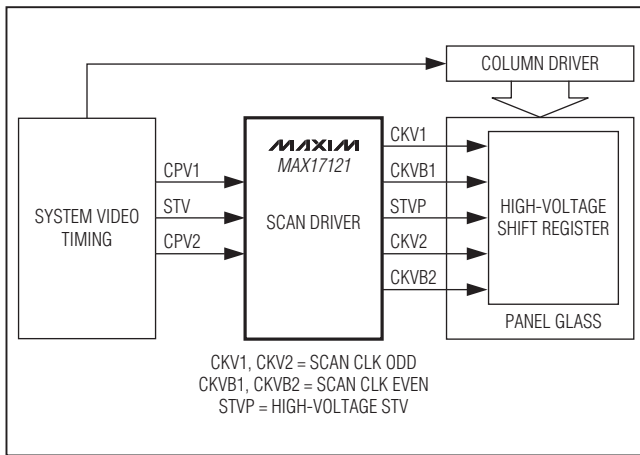 COLUMN DRIVER
SYSTEM VIDEO
TIMING
CPV1
STV
CPV2
MAXIM
MAX17121
SCAN DRIVER
CKV1
CKVB1
STVP
CKV2
CKVB2
HIGH-VOLTAGE
SHIFT REGISTER
PANEL GLASS
CKV1, CKV2 = SCAN CLK ODD
CKVB1, CKVB2 = SCAN CLK EVEN
STVP = HIGH-VOLTAGE STV